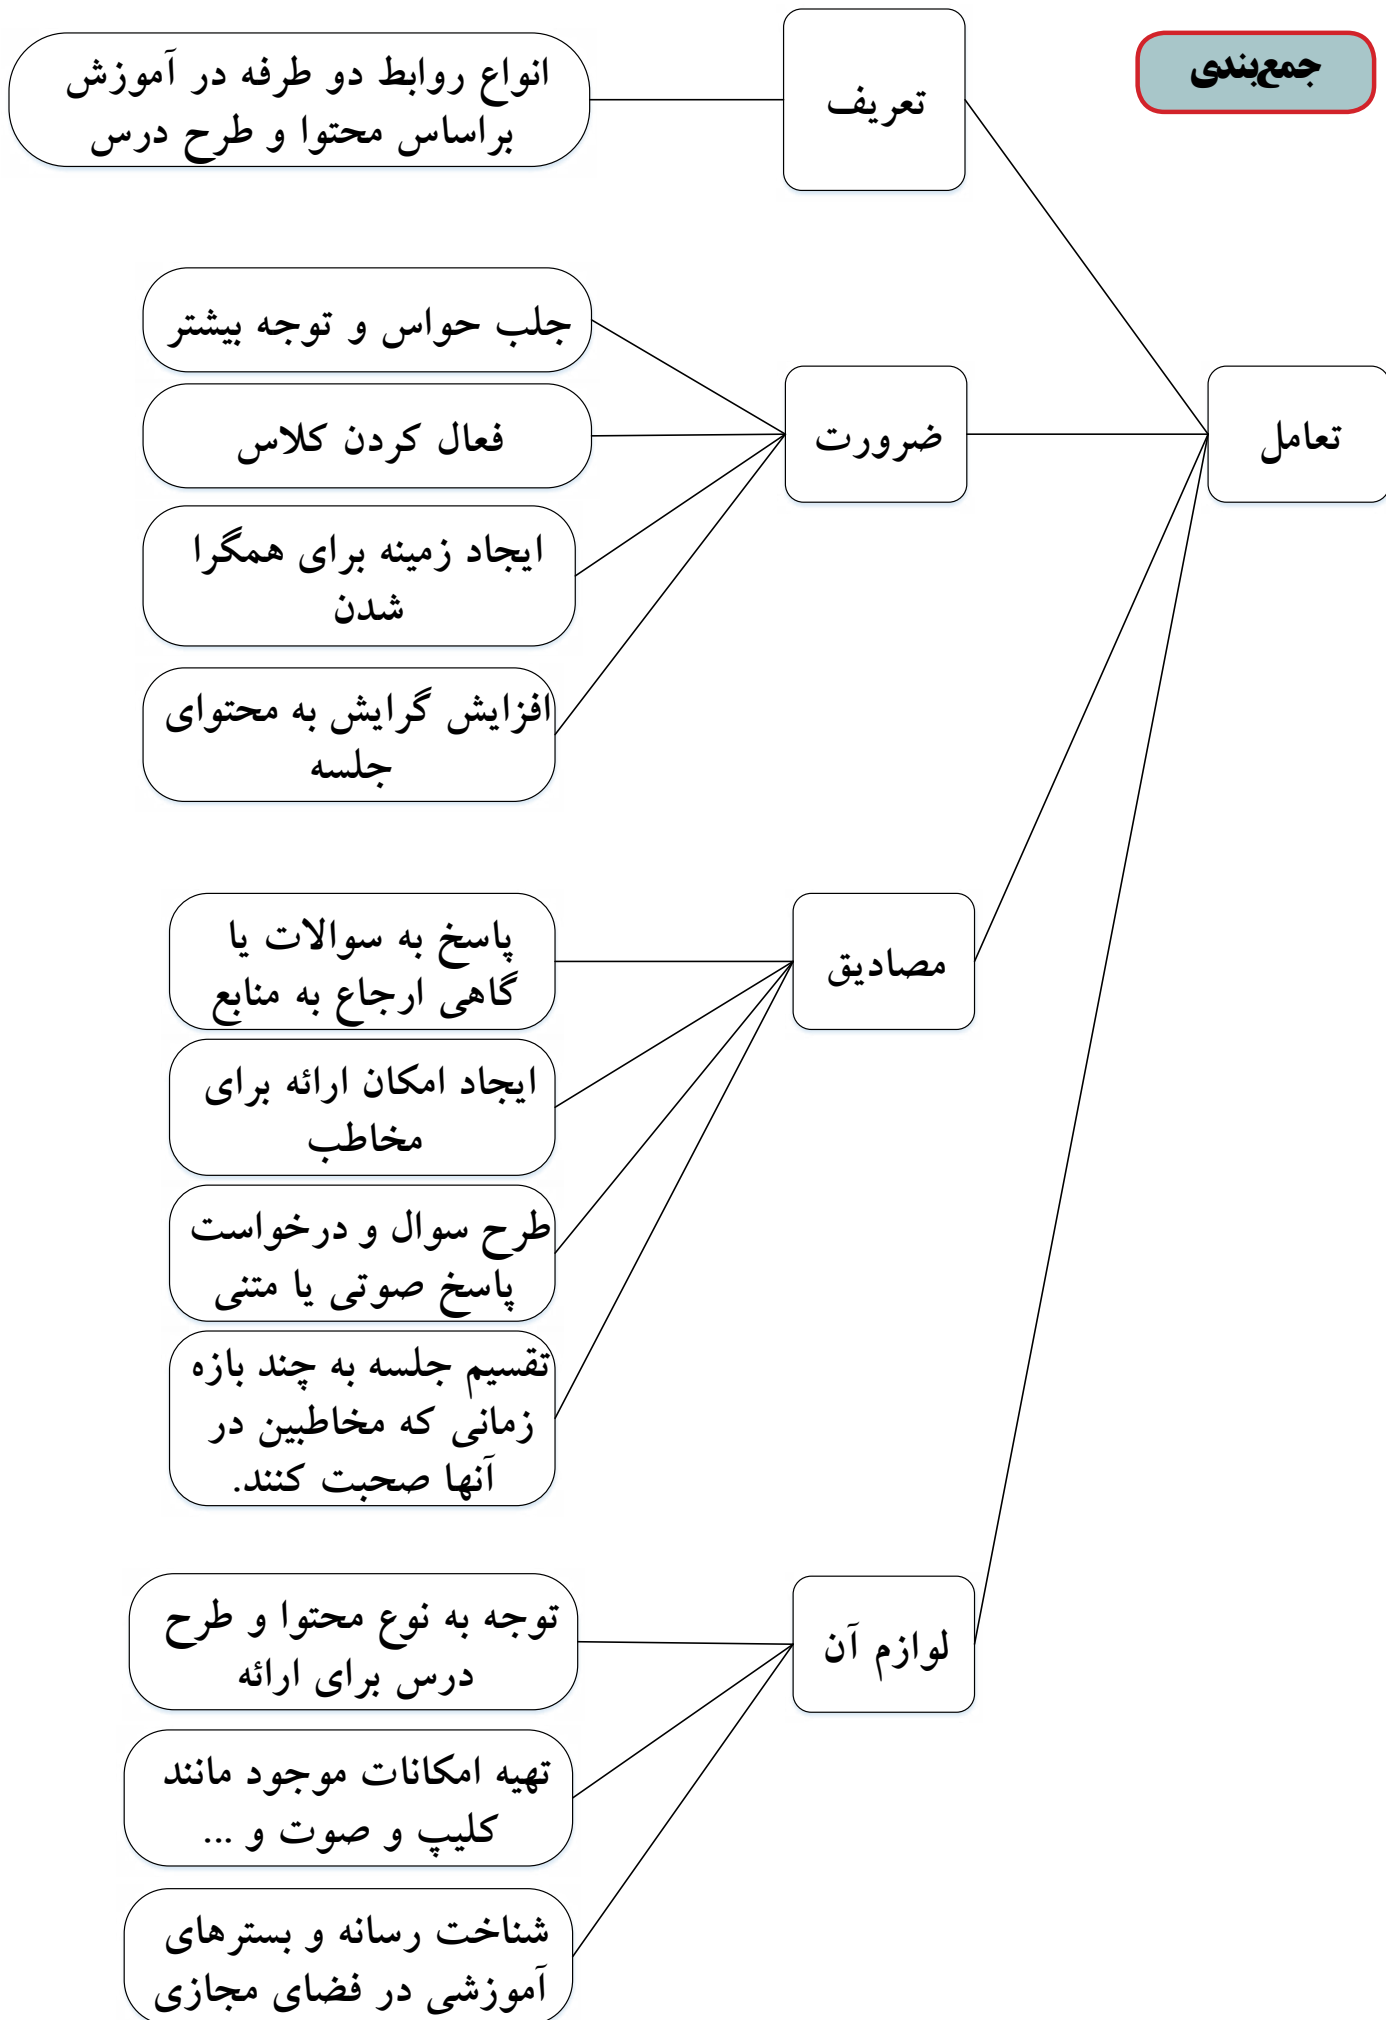 جمع‌بندی
تعامل
تعریف
انواع روابط دو طرفه در آموزش
براساس محتوا و طرح درس
ضرورت
جلب حواس و توجه بیشتر
فعال کردن کلاس
ایجاد زمینه برای همگرا
شدن
افزایش گرایش به محتوای
جلسه
مصادیق
پاسخ به سوالات یا
گاهی ارجاع به منابع
ایجاد امکان ارائه برای
مخاطب
طرح سوال و درخواست
پاسخ صوتی یا متنی
تقسیم جلسه به چند بازه
زمانی که مخاطبین در
آنها صحبت کنند.
لوازم آن
توجه به نوع محتوا و طرح
درس برای ارائه
تهیه امکانات موجود مانند
کلیپ و صوت و ...
شناخت رسانه و بسترهای
آموزشی در فضای مجازی